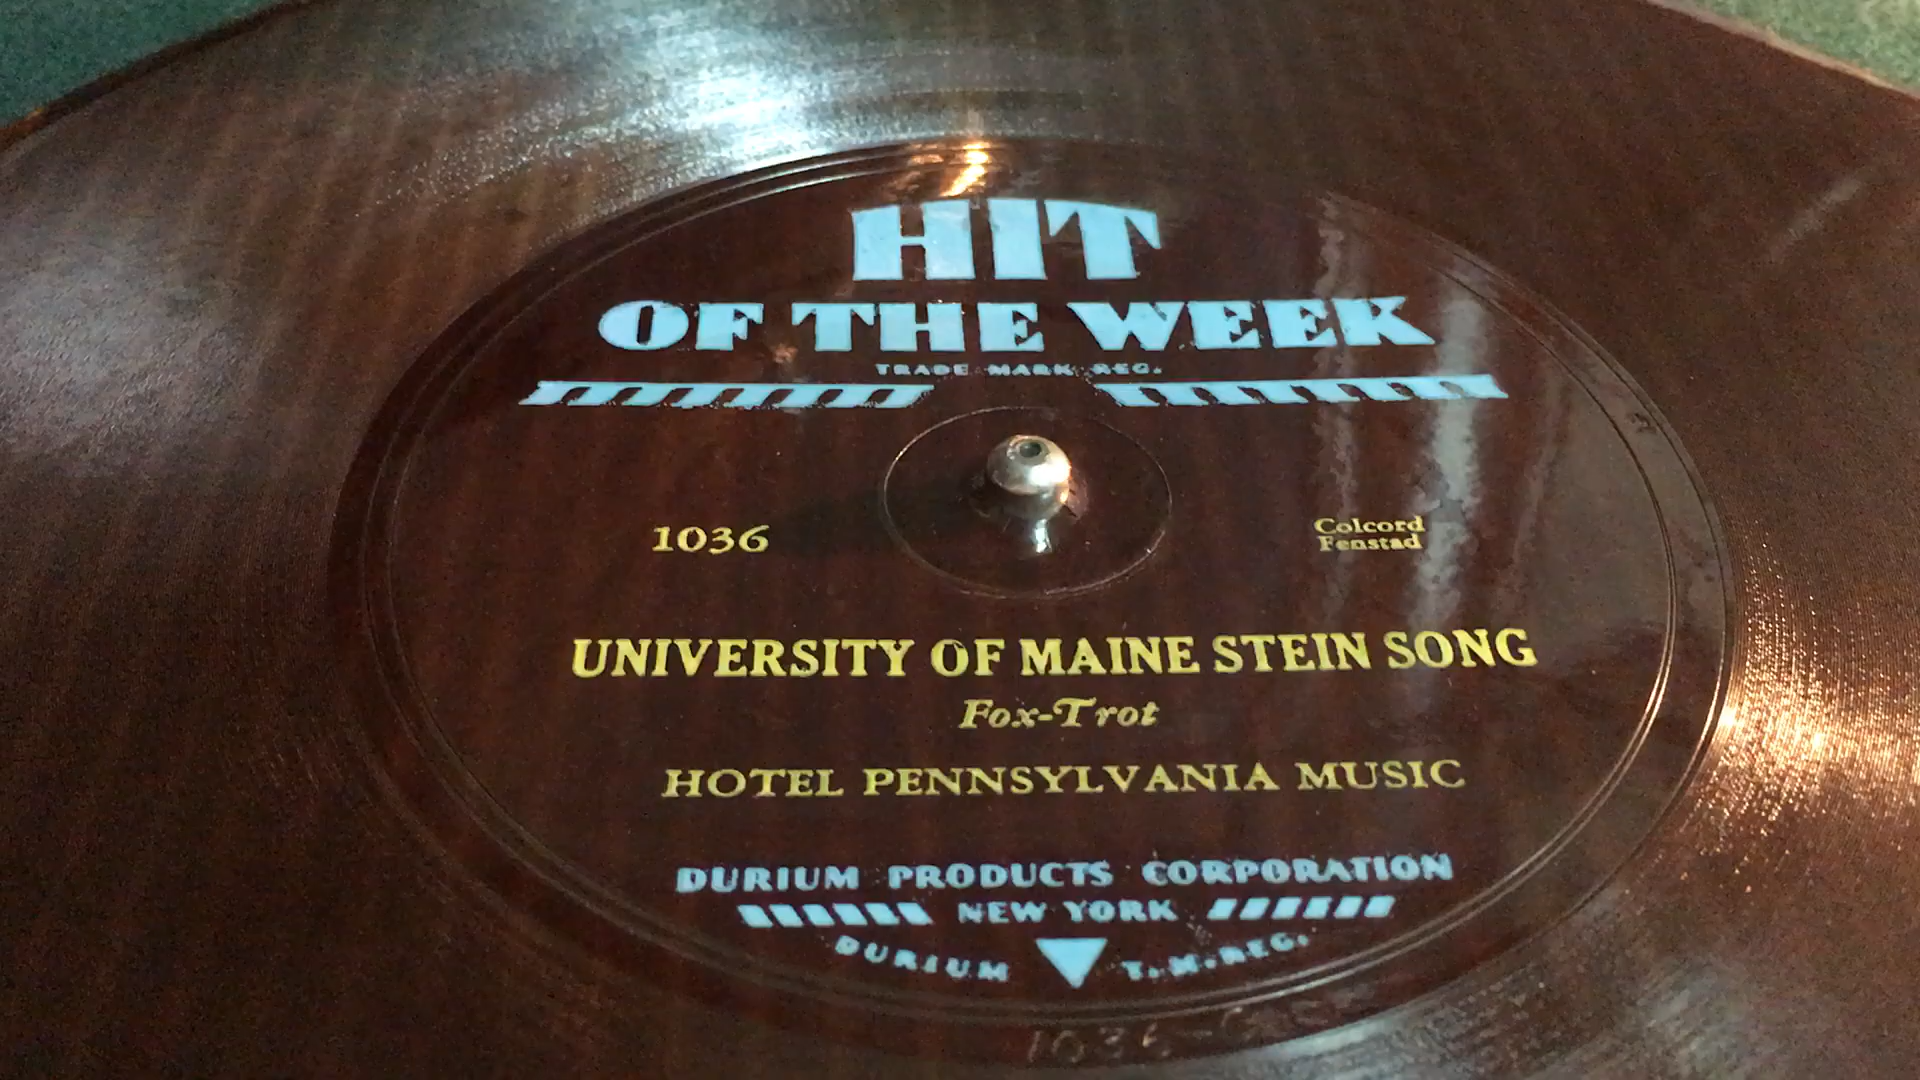 HIT
OF THE WEEK
TRADE MARK REG.
1036
Colcord
Fenstad
UNIVERSITY OF MAINE STEIN SONG
Fox-Trot
HOTEL PENNSYLVANIA MUSIC
DURIUM PRODUCTS CORPORATION
NEW YORK
DURIUM T.M.REG.
1036